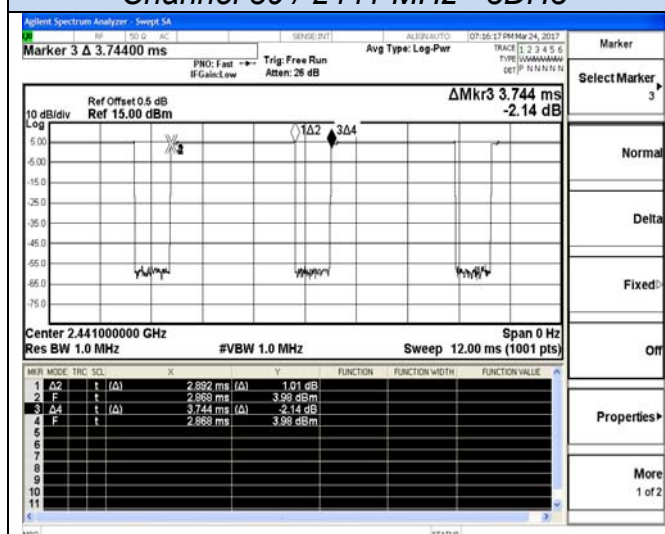 Channel 39 / 2441 MHz - 3DH5
Agilent Spectrum Analyzer - Swept SA
RF 50 Ω AC SENSE:INT ALIGNAUTO 07:16:17 PM Mar 24, 2017
Marker 3 Δ 3.74400 ms
PNO: Fast
IFGain:Low
Trig: Free Run
Atten: 26 dB
Avg Type: Log-Pwr
TRACE 1 2 3 4 5 6
TYPE
DET P N N N N N
Ref Offset 0.5 dB
10 dB/div Ref 15.00 dBm
ΔMkr3 3.744 ms
-2.14 dB
Log
1Δ2 3Δ4
5.00
-5.00
-15.0
-25.0
-35.0
-45.0
-55.0
-65.0
-75.0
Center 2.441000000 GHz Span 0 Hz
Res BW 1.0 MHz #VBW 1.0 MHz Sweep 12.00 ms (1001 pts)
MKR MODE TRC SCL X Y FUNCTION FUNCTION WIDTH FUNCTION VALUE
1 Δ2 t (Δ) 2.892 ms (Δ) 1.01 dB
2 F t 2.868 ms 3.98 dBm
3 Δ4 t (Δ) 3.744 ms (Δ) -2.14 dB
4 F t 2.868 ms 3.98 dBm
5
6
7
8
9
10
11
MSG STATUS
Marker
Select Marker
3
Normal
Delta
Fixed
Off
Properties
More
1 of 2